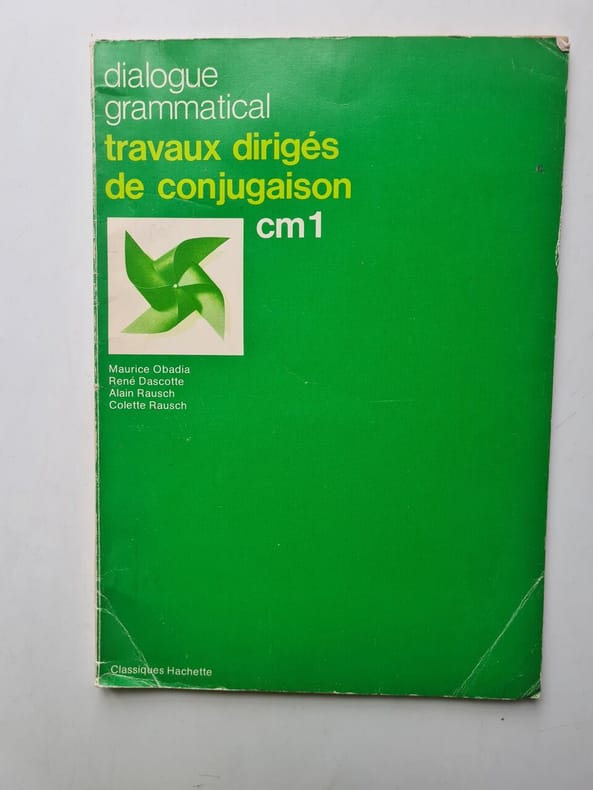 dialogue
grammatical
travaux dirigés
de conjugaison
cm1
Maurice Obadia
René Dascotte
Alain Rausch
Colette Rausch
Classiques Hachette